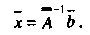 x̄ = A̅⁻¹ b̄.